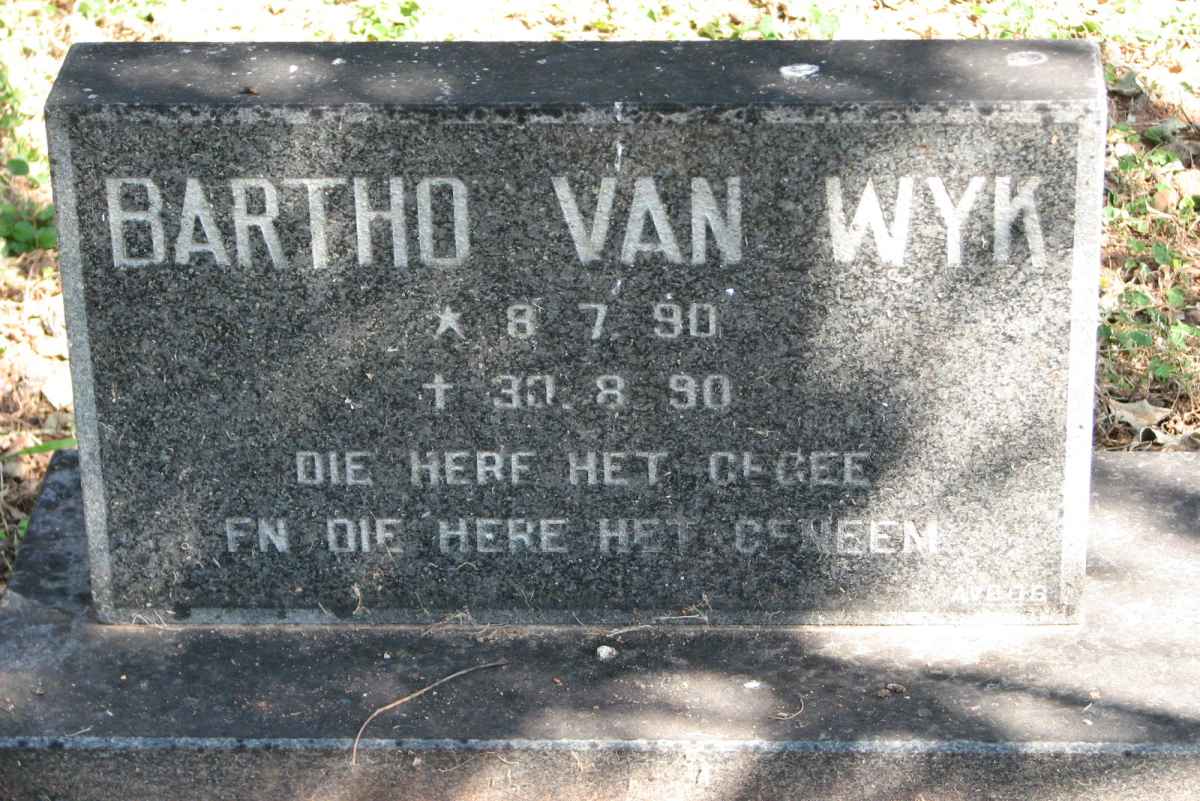 BARTHO VAN WYK
★ 8. 7. 90
† 30. 8. 90
DIE HERE HET GEGEE
EN DIE HERE HET GENEEM